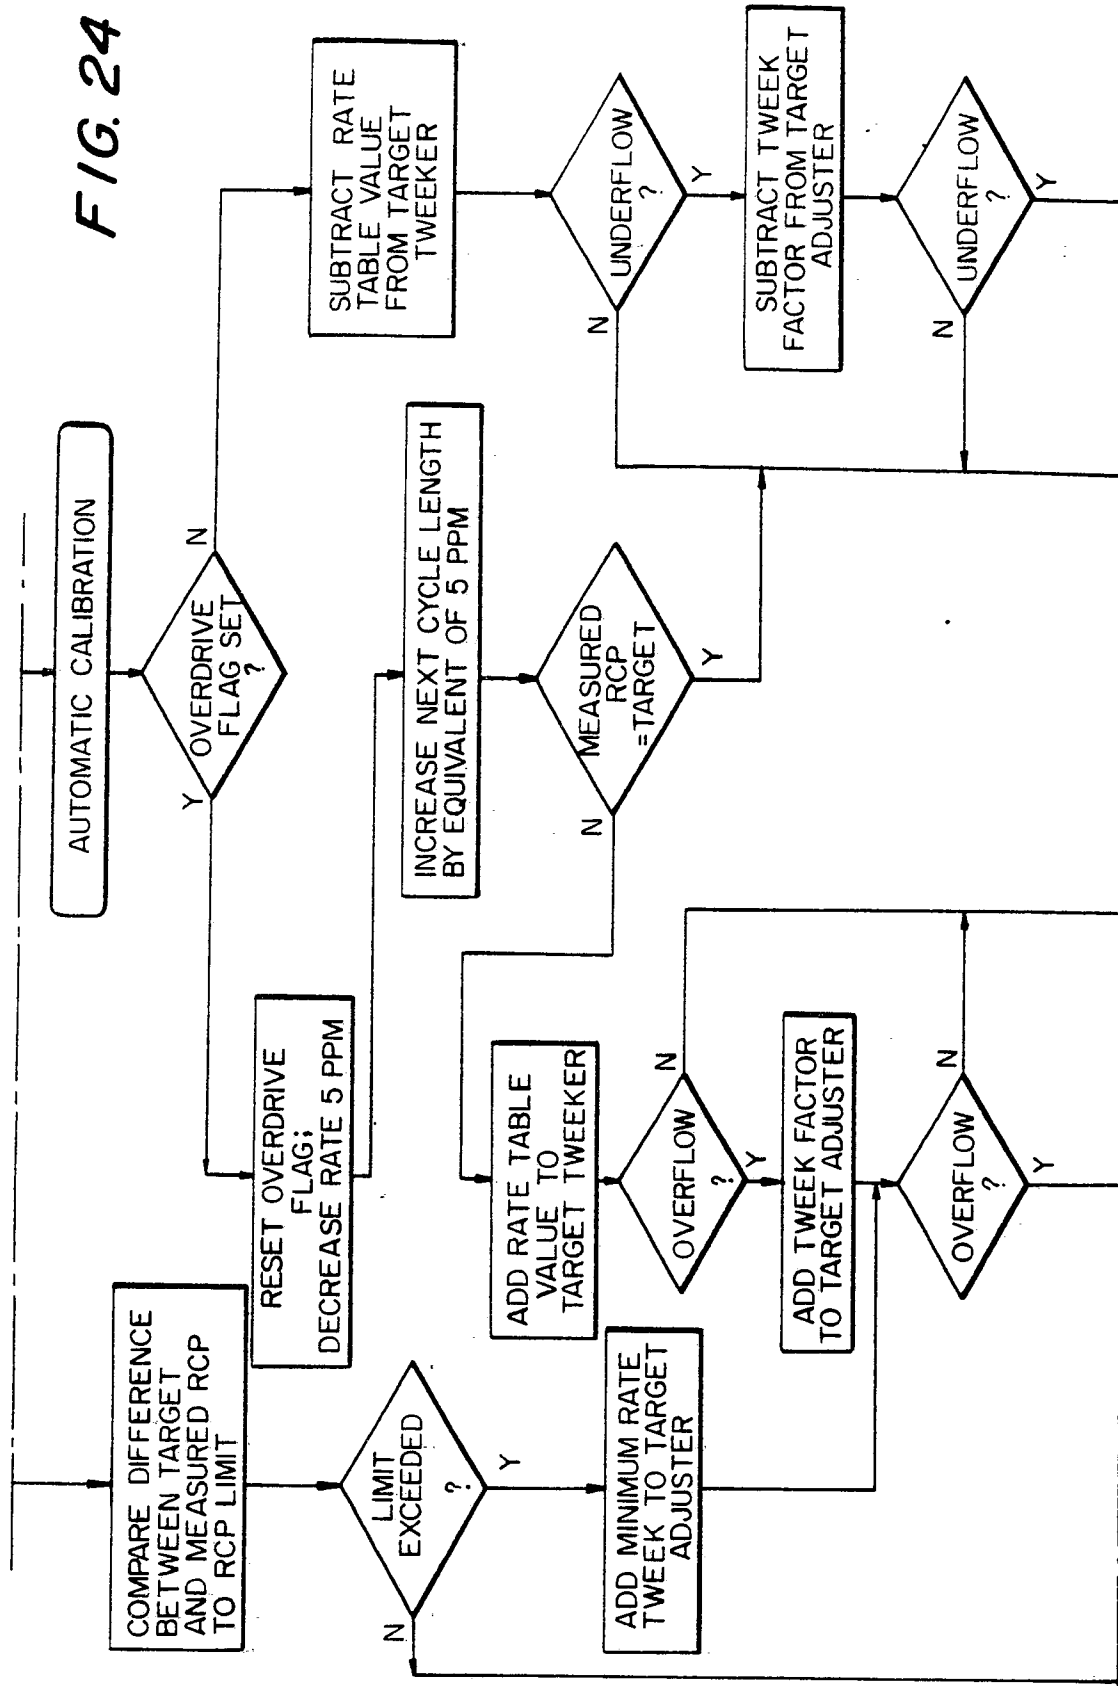 FIG. 24
COMPARE DIFFERENCE
BETWEEN TARGET
AND MEASURED RCP
TO RCP LIMIT
LIMIT
EXCEEDED
?
N
Y
ADD MINIMUM RATE
TWEEK TO TARGET
ADJUSTER
AUTOMATIC CALIBRATION
OVERDRIVE
FLAG SET
?
Y
N
RESET OVERDRIVE
FLAG;
DECREASE RATE 5 PPM
INCREASE NEXT CYCLE LENGTH
BY EQUIVALENT OF 5 PPM
MEASURED
RCP
=TARGET
?
N
Y
ADD RATE TABLE
VALUE TO
TARGET TWEEKER
OVERFLOW
?
N
Y
ADD TWEEK FACTOR
TO TARGET ADJUSTER
OVERFLOW
?
N
Y
SUBTRACT RATE
TABLE VALUE
FROM TARGET
TWEEKER
UNDERFLOW
?
N
Y
SUBTRACT TWEEK
FACTOR FROM TARGET
ADJUSTER
UNDERFLOW
?
N
Y